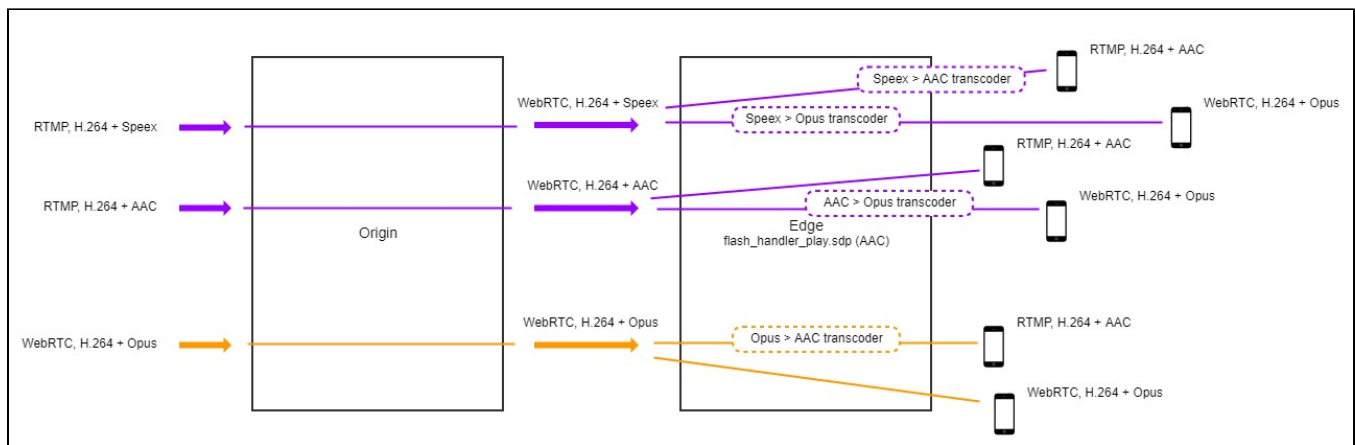 RTMP, H.264 + AAC
Speex > AAC transcoder
WebRTC, H.264 + Speex
WebRTC, H.264 + Opus
RTMP, H.264 + Speex
Speex > Opus transcoder
RTMP, H.264 + AAC
WebRTC, H.264 + AAC
WebRTC, H.264 + Opus
RTMP, H.264 + AAC
AAC > Opus transcoder
Origin
Edge
flash_handler_play.sdp (AAC)
WebRTC, H.264 + Opus
WebRTC, H.264 + Opus
Opus > AAC transcoder
RTMP, H.264 + AAC
WebRTC, H.264 + Opus